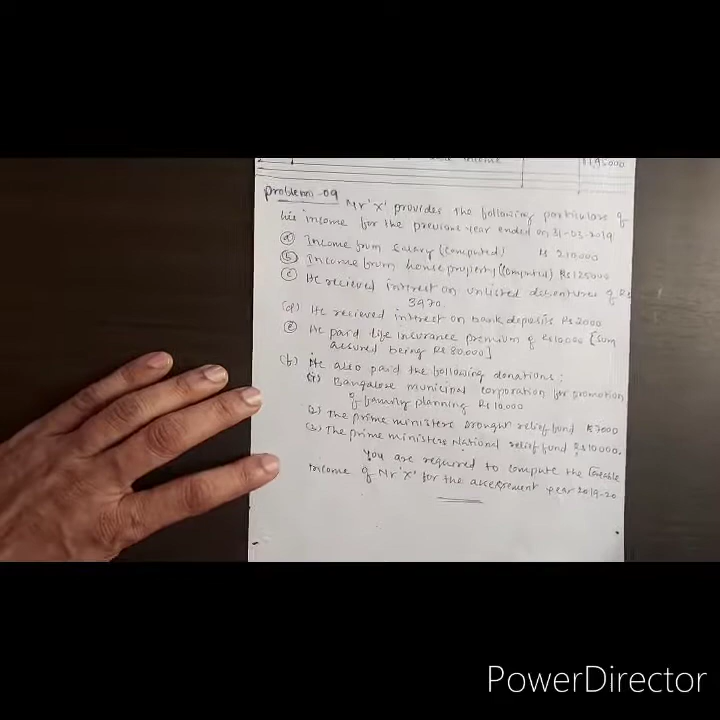 income
11,95,000
Problem - 09
Mr 'X' provides the following particulars of
his income for the previous year ended on 31-03-2019
(a) Income from Salary (Computed) Rs 210000
(b) Income from house property (Computed) Rs 125000
(c) He recieved interest on unlisted debentures of Rs
3970.
(d) He recieved interest on bank deposits Rs 2000
(e) He paid life insurance premium of Rs 10000 [Sum
assured being Rs 80,000]
(f) He also paid the following donations:
(1) Bangalore municipal corporation for promotion
of family planning Rs 10,000
(2) The prime ministers Drought relief fund Rs 7000
(3) The prime ministers National relief fund Rs 10000.
You are required to compute the taxable
income of Mr 'X' for the assessment year 2019-20
PowerDirector